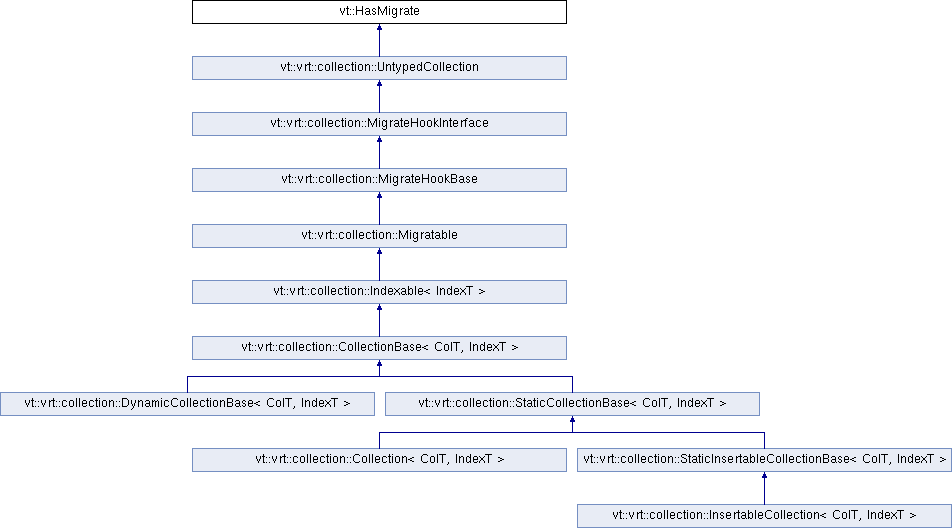 vt::HasMigrate
vt::vrt::collection::UntypedCollection
vt::vrt::collection::MigrateHookInterface
vt::vrt::collection::MigrateHookBase
vt::vrt::collection::Migratable
vt::vrt::collection::Indexable< IndexT >
vt::vrt::collection::CollectionBase< ColT, IndexT >
vt::vrt::collection::DynamicCollectionBase< ColT, IndexT >
vt::vrt::collection::StaticCollectionBase< ColT, IndexT >
vt::vrt::collection::Collection< ColT, IndexT >
vt::vrt::collection::StaticInsertableCollectionBase< ColT, IndexT >
vt::vrt::collection::InsertableCollection< ColT, IndexT >